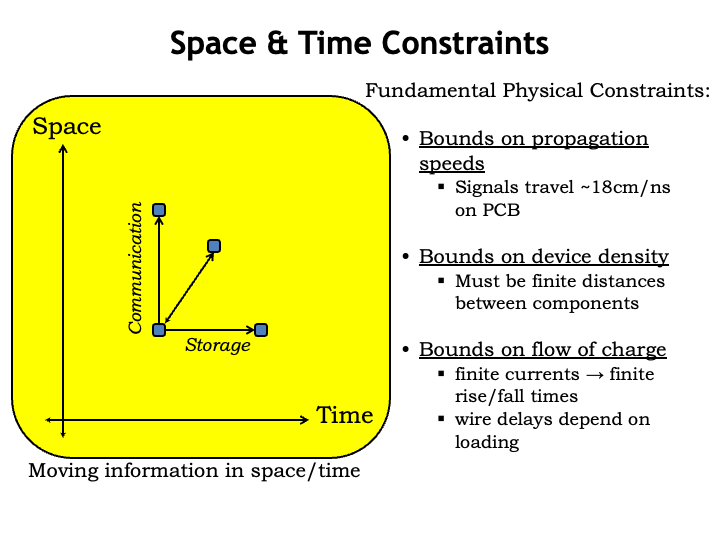 Space & Time Constraints
Fundamental Physical Constraints:
Space
Communication
Storage
Time
Moving information in space/time
• Bounds on propagation
speeds
▪ Signals travel ~18cm/ns
on PCB
• Bounds on device density
▪ Must be finite distances
between components
• Bounds on flow of charge
▪ finite currents → finite
rise/fall times
▪ wire delays depend on
loading